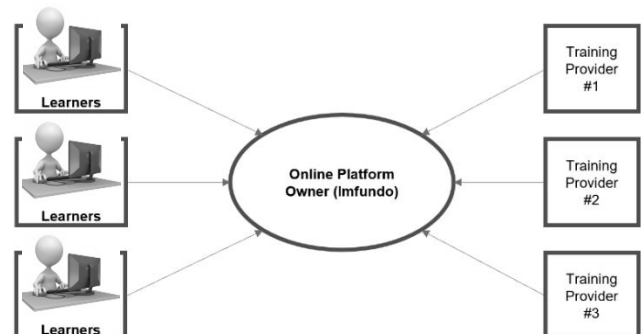 Learners
Training
Provider
#1
Online Platform
Owner (Imfundo)
Learners
Training
Provider
#2
Learners
Training
Provider
#3